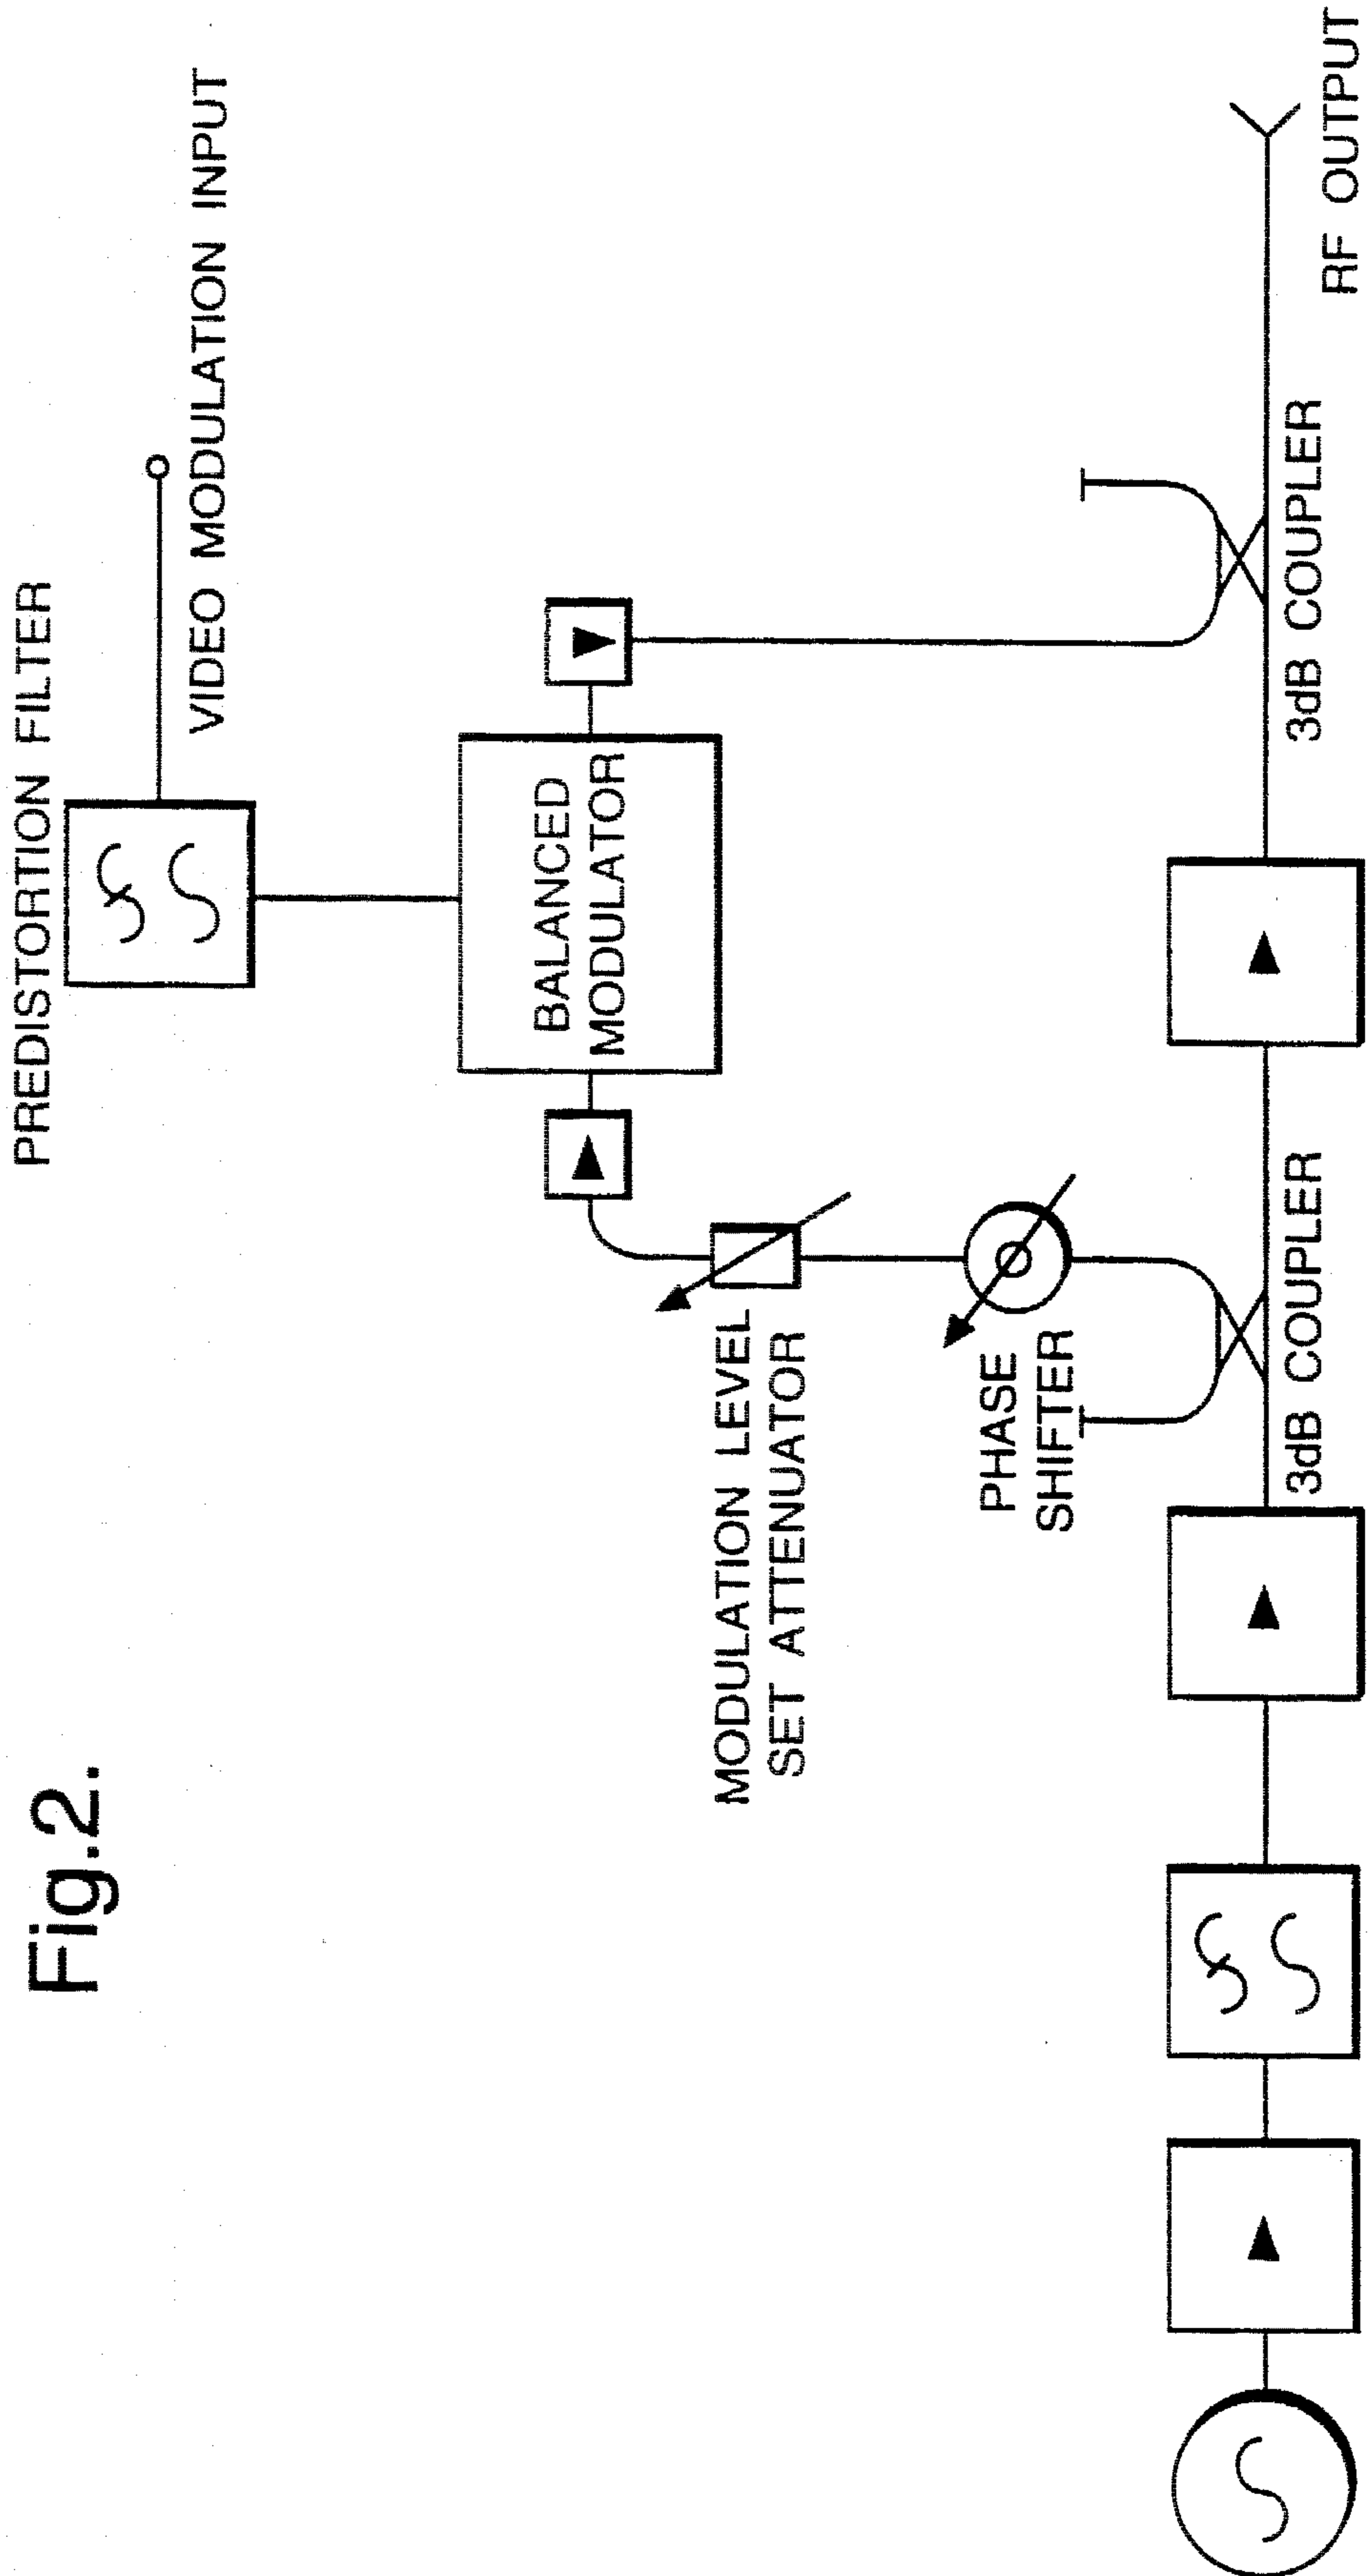 Fig.2.
PREDISTORTION FILTER
VIDEO MODULATION INPUT
BALANCED
MODULATOR
MODULATION LEVEL
SET ATTENUATOR
PHASE
SHIFTER
3dB COUPLER
3dB COUPLER
RF OUTPUT